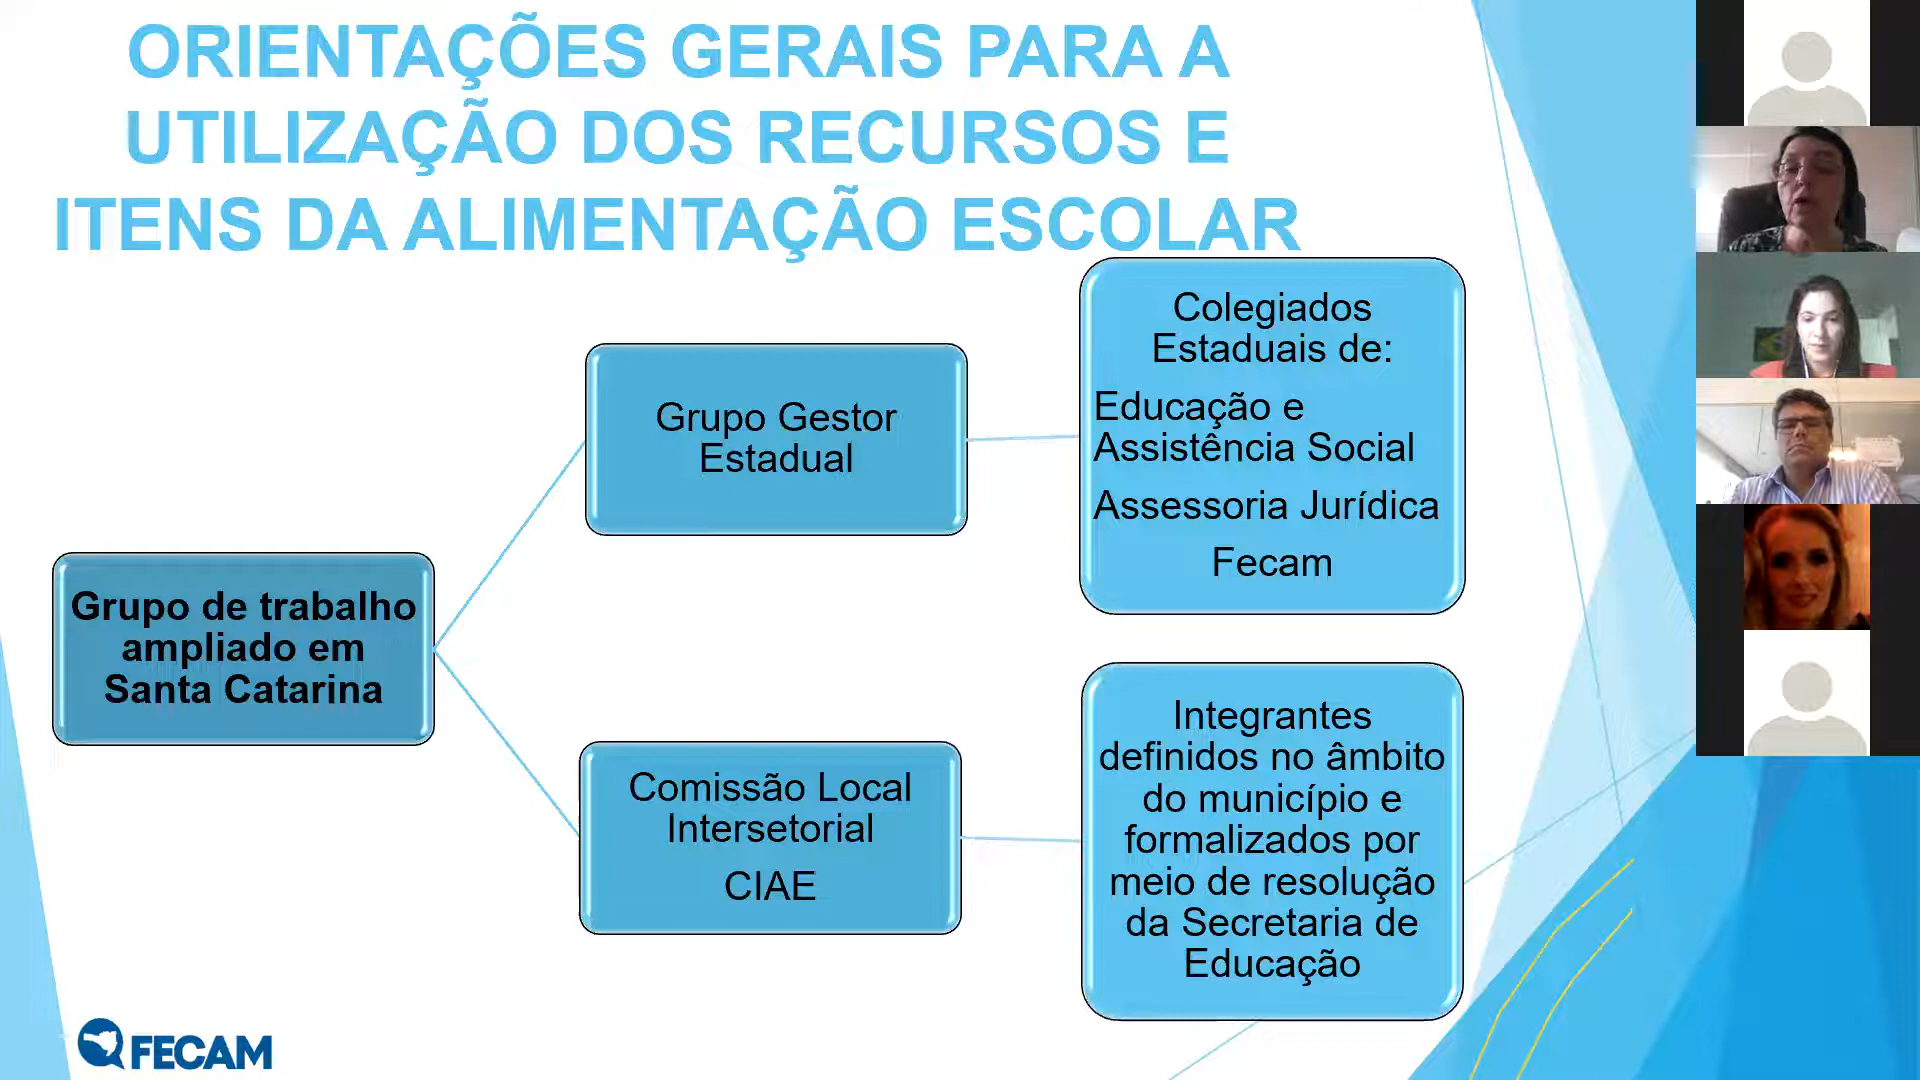 ORIENTAÇÕES GERAIS PARA A
UTILIZAÇÃO DOS RECURSOS E
ITENS DA ALIMENTAÇÃO ESCOLAR
Grupo de trabalho
ampliado em
Santa Catarina
Grupo Gestor
Estadual
Colegiados
Estaduais de:
Educação e
Assistência Social
Assessoria Jurídica
Fecam
Comissão Local
Intersetorial
CIAE
Integrantes
definidos no âmbito
do município e
formalizados por
meio de resolução
da Secretaria de
Educação
FECAM